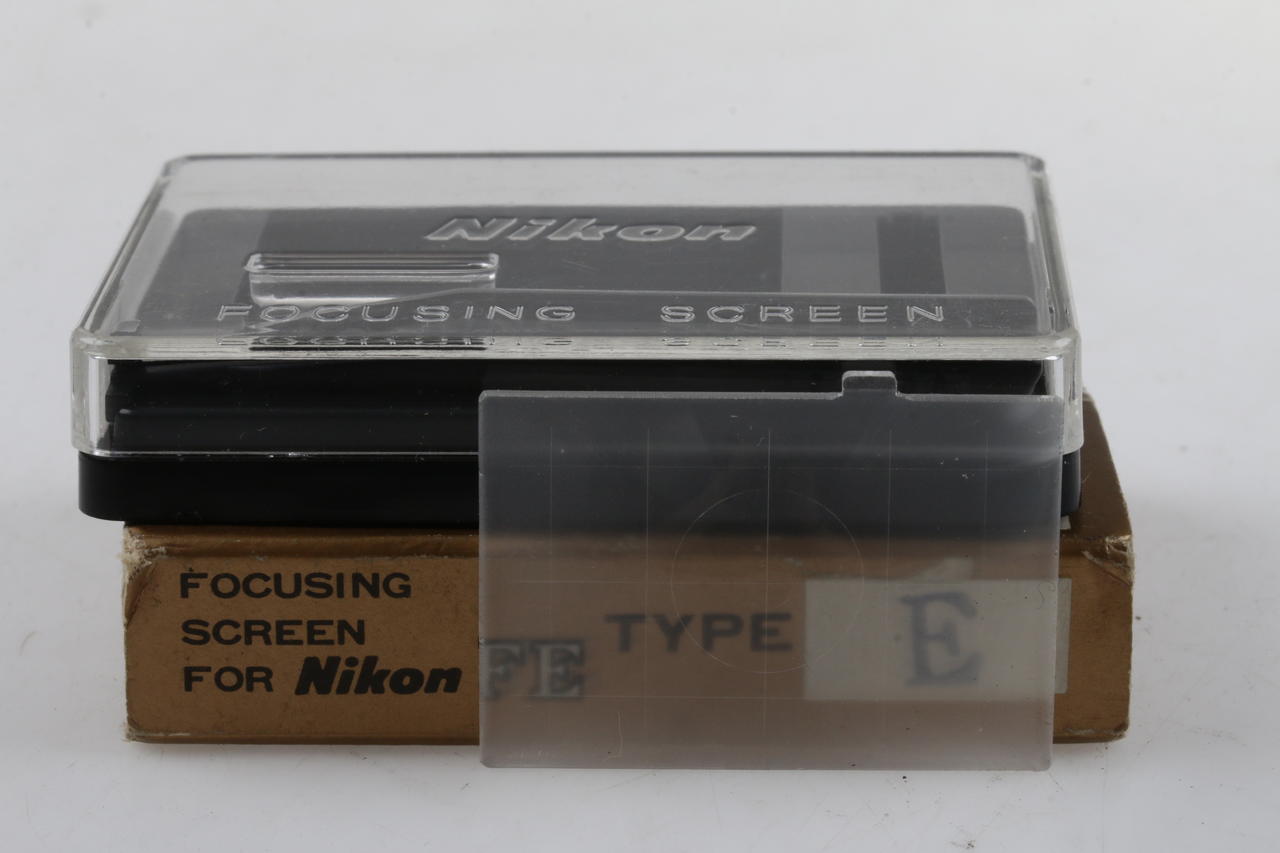 Nikon
FOCUSING SCREEN
FOCUSING
SCREEN
FOR Nikon FE TYPE E